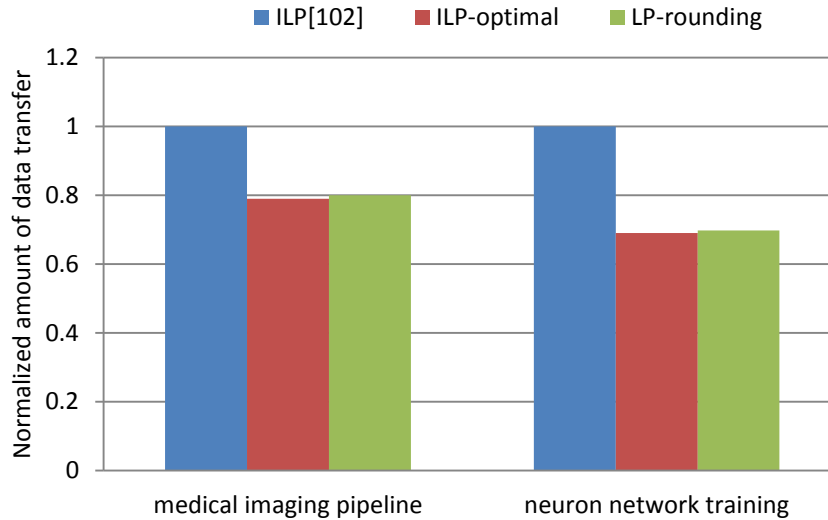 ILP[102] ILP-optimal LP-rounding
Normalized amount of data transfer
1.2
1
0.8
0.6
0.4
0.2
0
medical imaging pipeline neuron network training